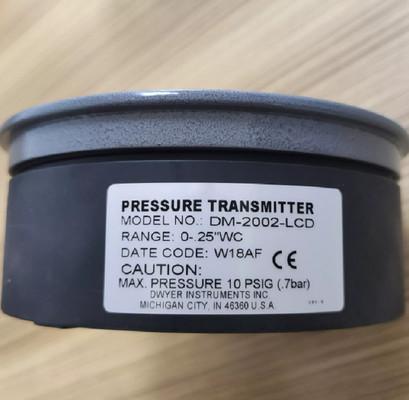 PRESSURE TRANSMITTER
MODEL NO.: DM-2002-LCD
RANGE: 0-.25"WC
DATE CODE: W18AF CE
CAUTION:
MAX. PRESSURE 10 PSIG (.7bar)
DWYER INSTRUMENTS INC.
MICHIGAN CITY, IN 46360 U.S.A.